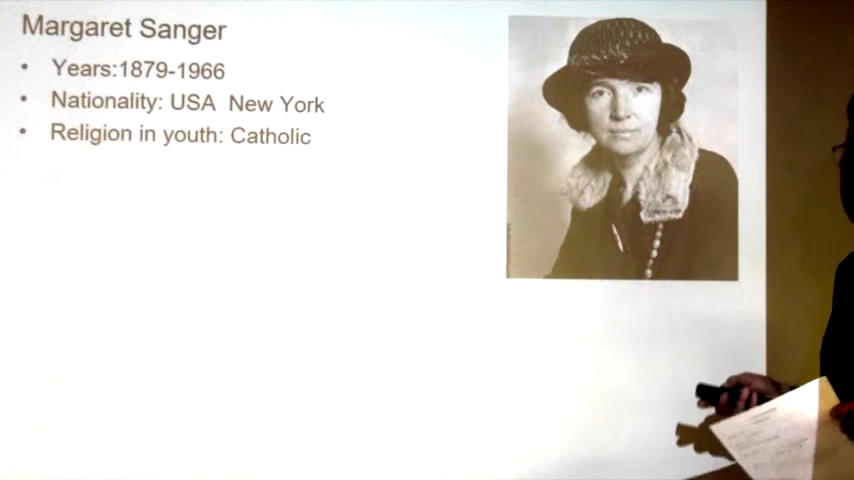 Margaret Sanger
• Years:1879-1966
• Nationality: USA  New York
• Religion in youth: Catholic